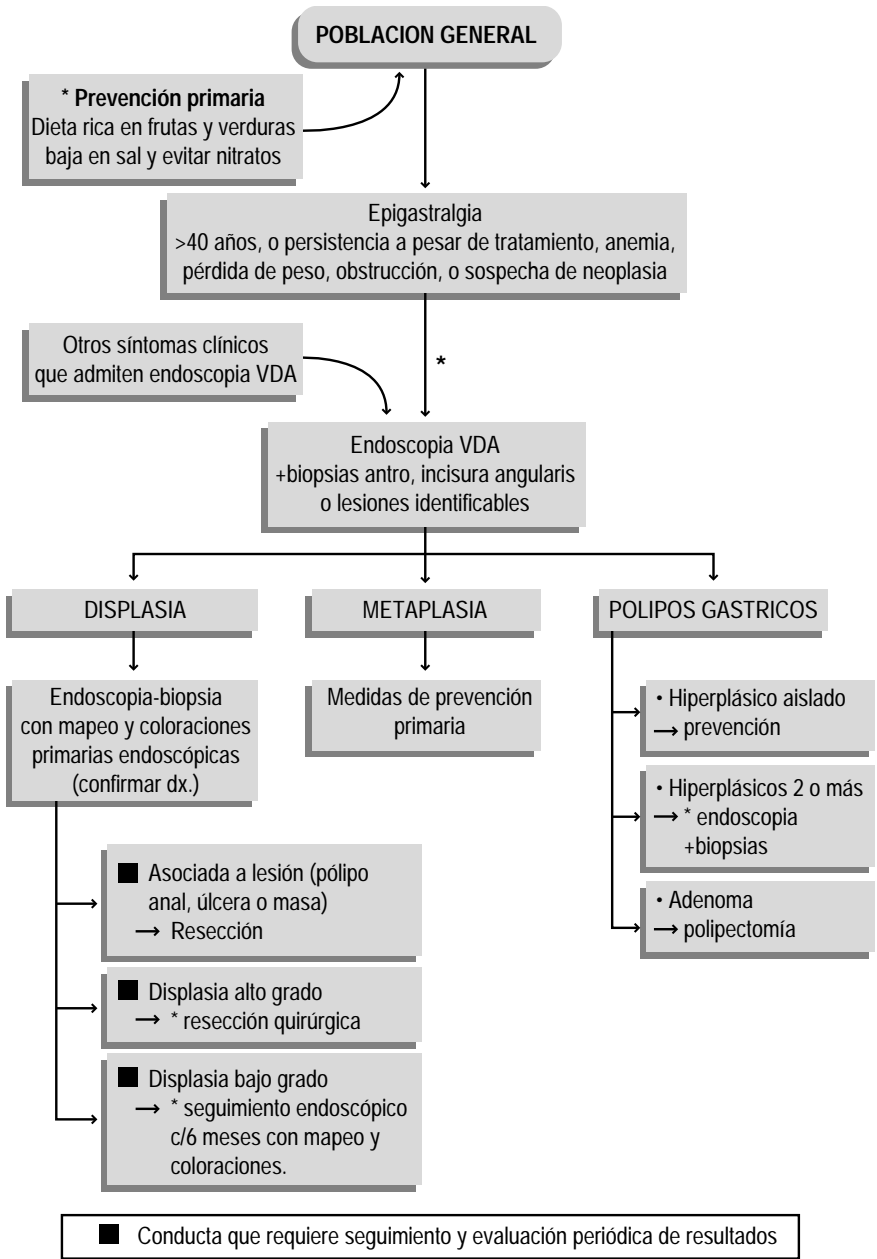 POBLACION GENERAL
* Prevención primaria
Dieta rica en frutas y verduras
baja en sal y evitar nitratos
Epigastralgia
>40 años, o persistencia a pesar de tratamiento, anemia,
pérdida de peso, obstrucción, o sospecha de neoplasia
Otros síntomas clínicos
que admiten endoscopia VDA
*
Endoscopia VDA
+biopsias antro, incisura angularis
o lesiones identificables
DISPLASIA
METAPLASIA
POLIPOS GASTRICOS
Endoscopia-biopsia
con mapeo y coloraciones
primarias endoscópicas
(confirmar dx.)
Medidas de prevención
primaria
• Hiperplásico aislado
→ prevención
• Hiperplásicos 2 o más
→ * endoscopia
+biopsias
• Adenoma
→ polipectomía
■ Asociada a lesión (pólipo
anal, úlcera o masa)
→ Resección
■ Displasia alto grado
→ * resección quirúrgica
■ Displasia bajo grado
→ * seguimiento endoscópico
c/6 meses con mapeo y
coloraciones.
■ Conducta que requiere seguimiento y evaluación periódica de resultados